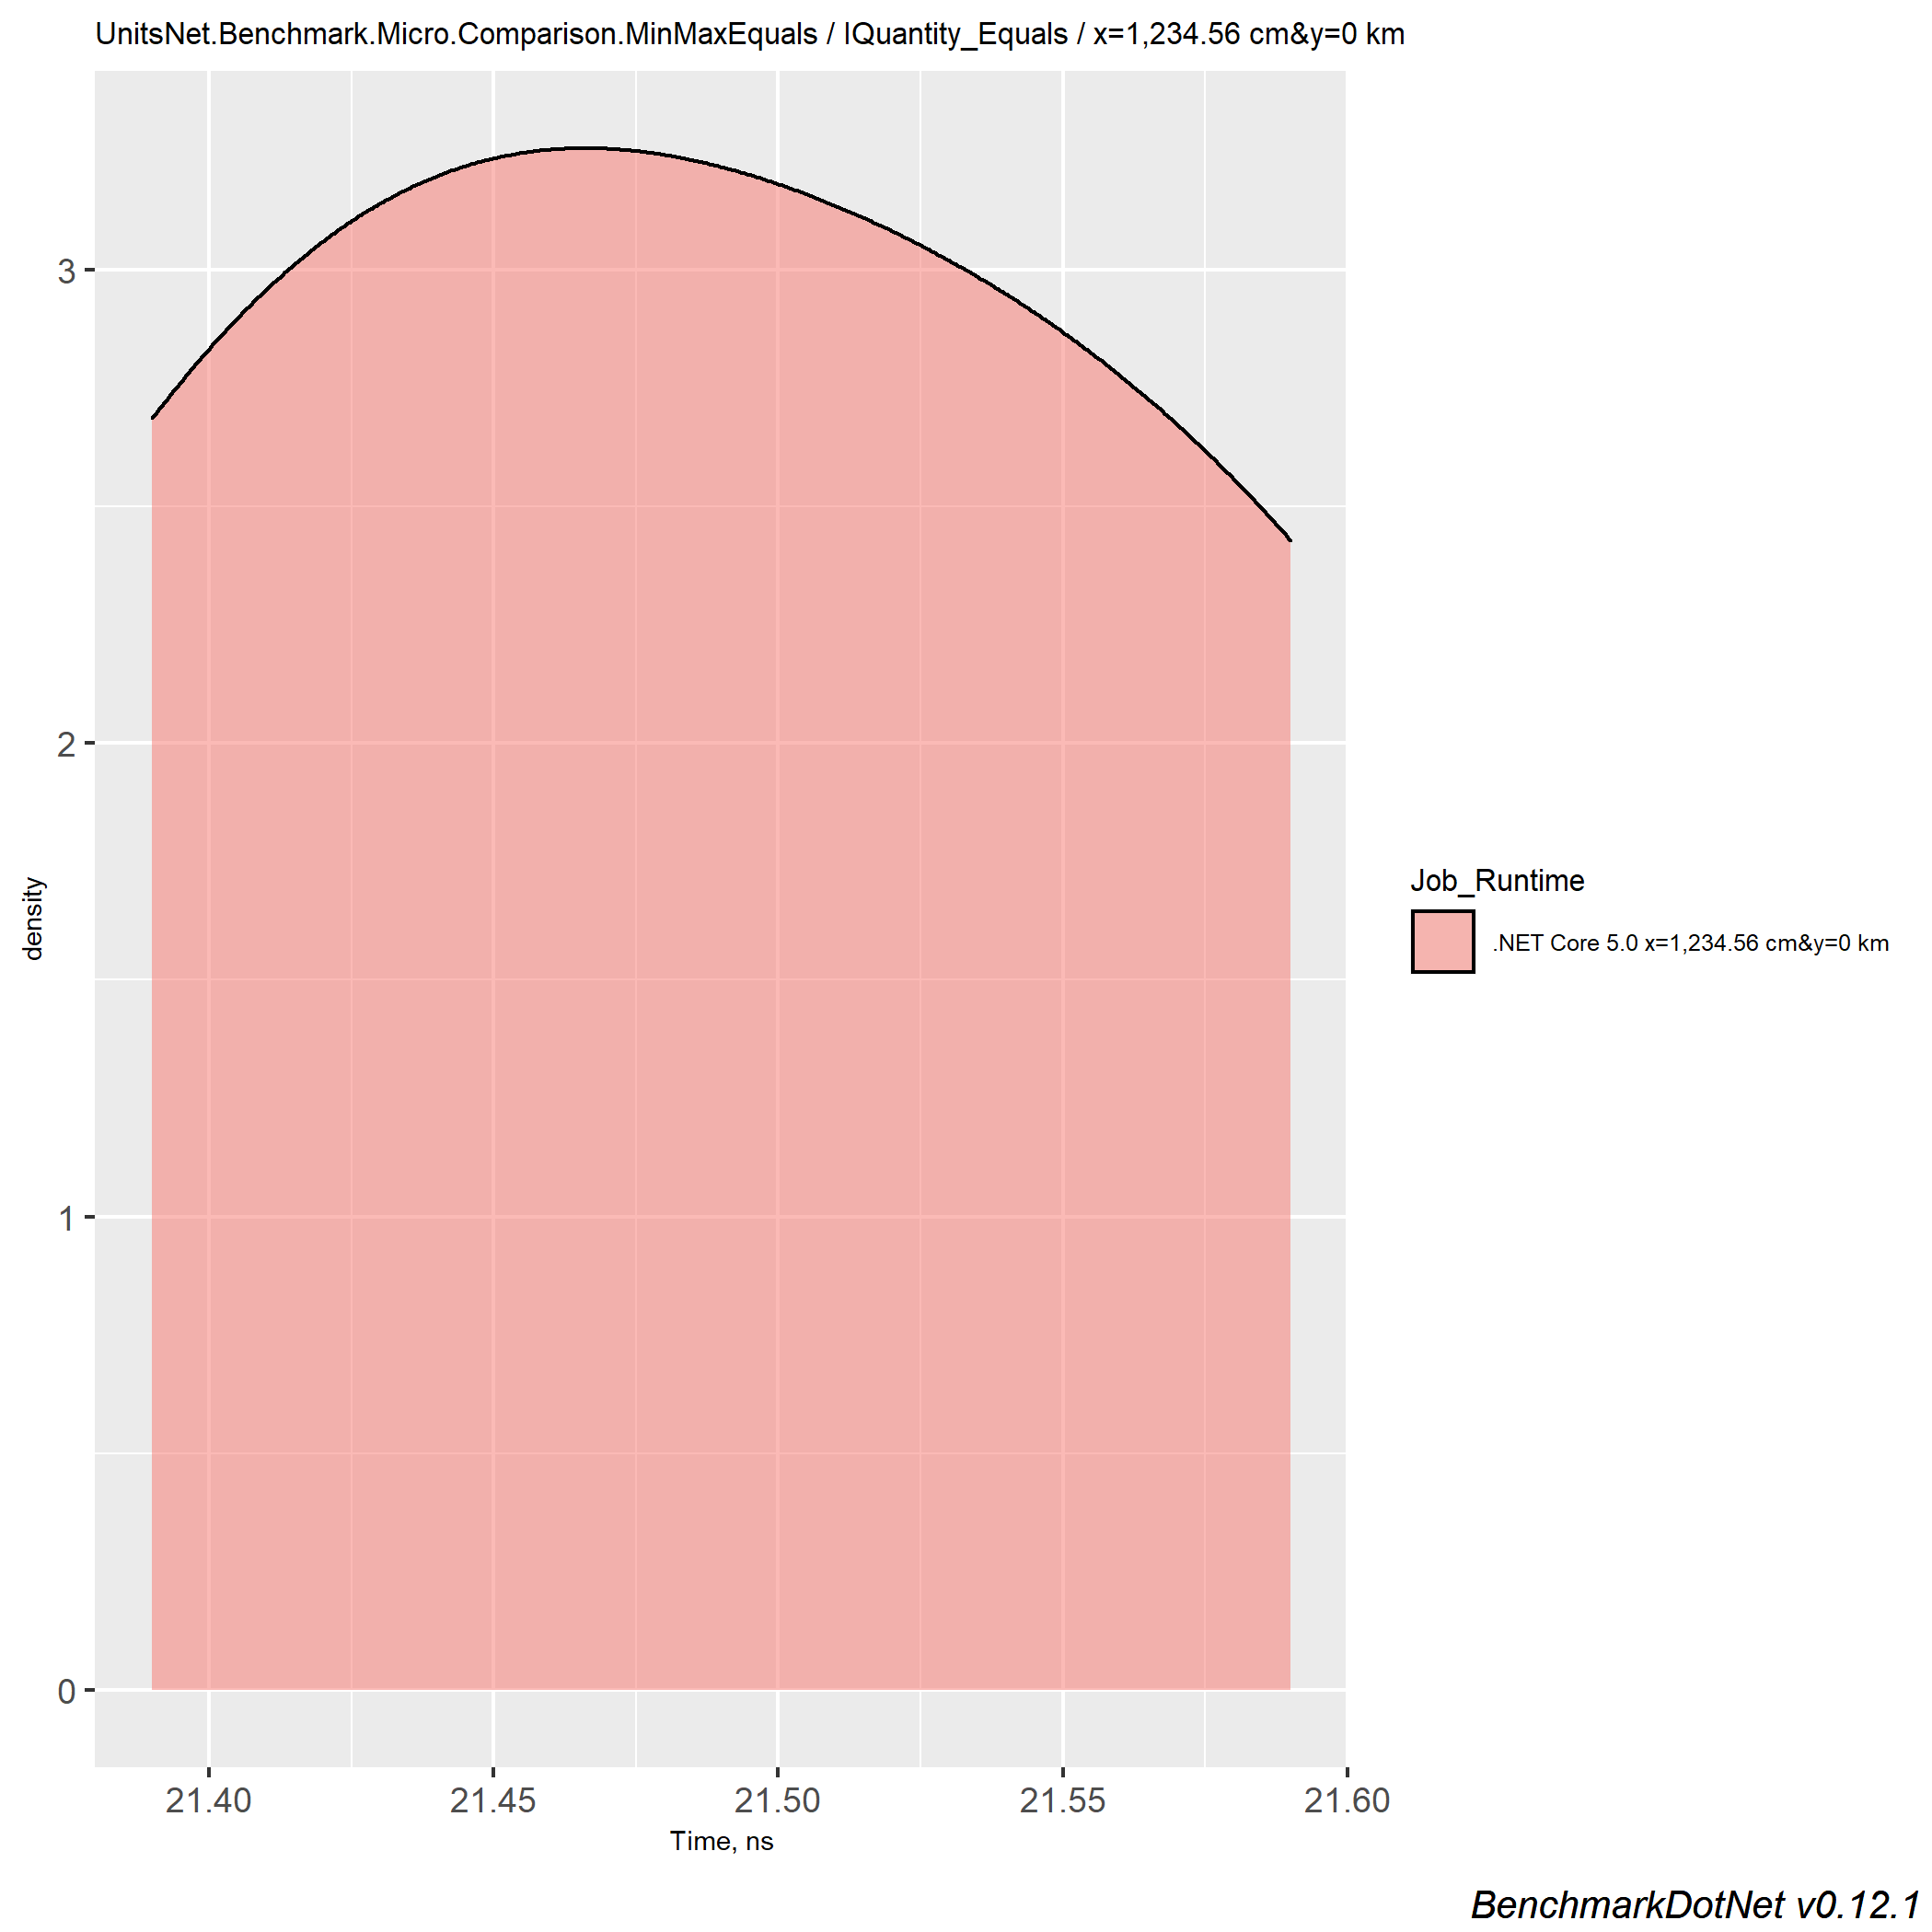 UnitsNet.Benchmark.Micro.Comparison.MinMaxEquals / IQuantity_Equals / x=1,234.56 cm&y=0 km
3
2
1
0
density
21.40 21.45 21.50 21.55 21.60
Time, ns
Job_Runtime
.NET Core 5.0 x=1,234.56 cm&y=0 km
BenchmarkDotNet v0.12.1